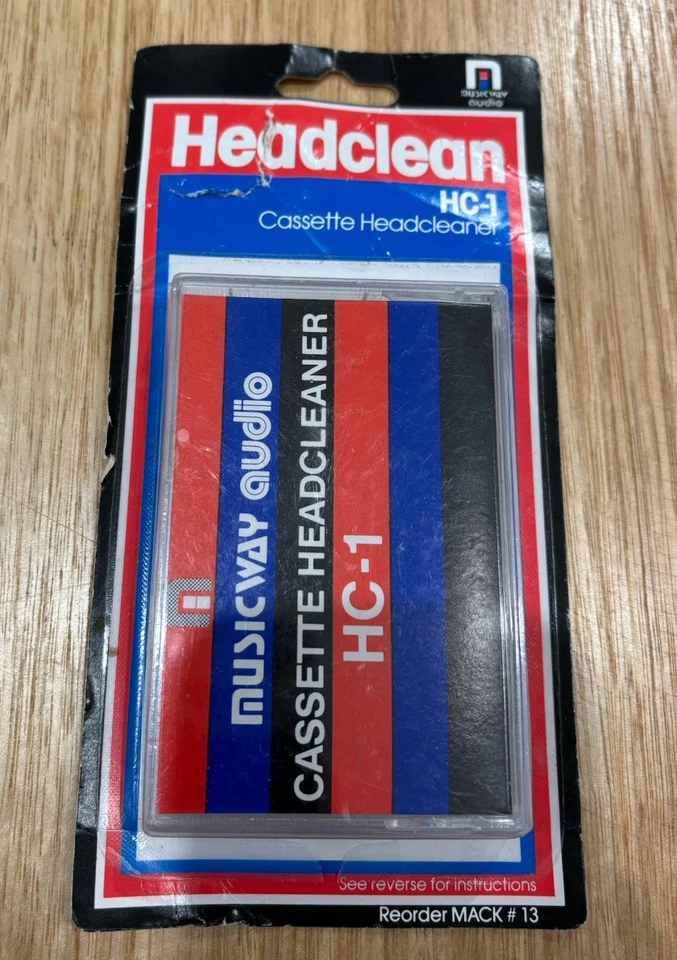 MUSICWAY
audio
Headclean
HC-1
Cassette Headcleaner
MUSICWAY audio
CASSETTE HEADCLEANER
HC-1
See reverse for instructions
Reorder MACK # 13